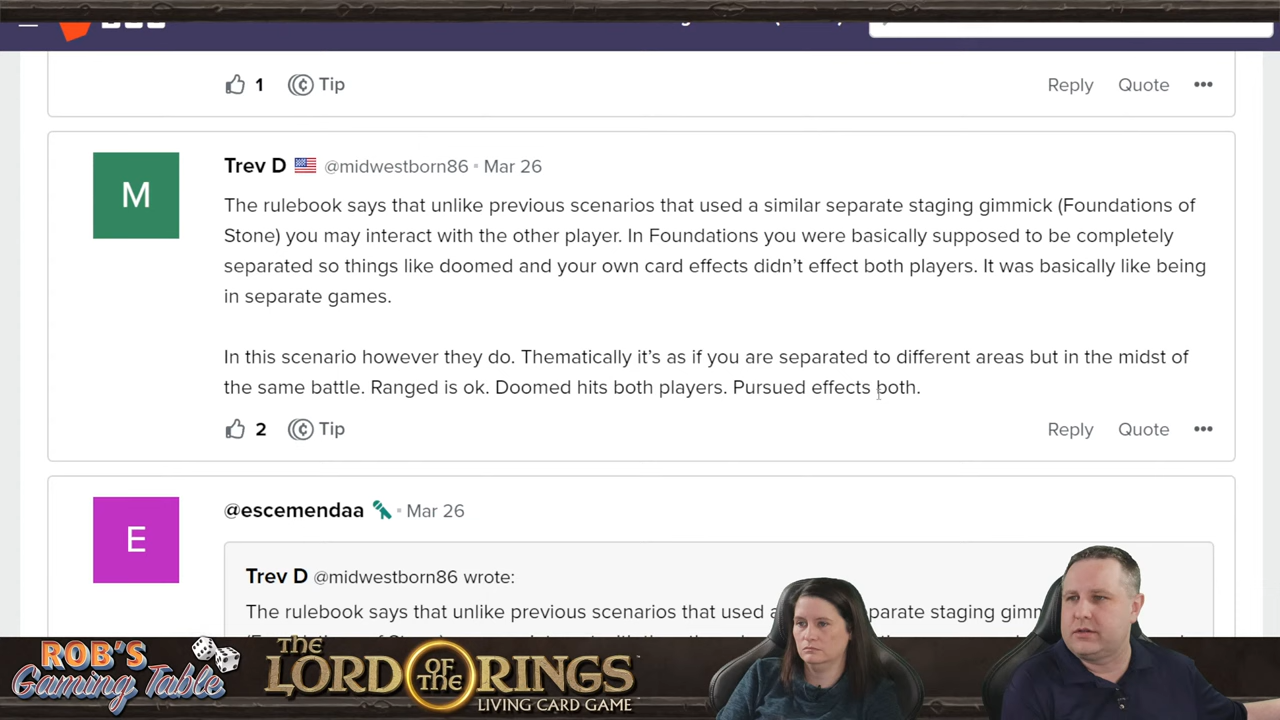 1 Tip Reply Quote •••
M
Trev D @midwestborn86 • Mar 26
The rulebook says that unlike previous scenarios that used a similar separate staging gimmick (Foundations of
Stone) you may interact with the other player. In Foundations you were basically supposed to be completely
separated so things like doomed and your own card effects didn't effect both players. It was basically like being
in separate games.
In this scenario however they do. Thematically it's as if you are separated to different areas but in the midst of
the same battle. Ranged is ok. Doomed hits both players. Pursued effects both.
2 Tip Reply Quote •••
E
@escemendaa • Mar 26
Trev D @midwestborn86 wrote:
The rulebook says that unlike previous scenarios that used a separate staging
ROB'S
Gaming Table
THE
LORD OF THE RINGS
LIVING CARD GAME